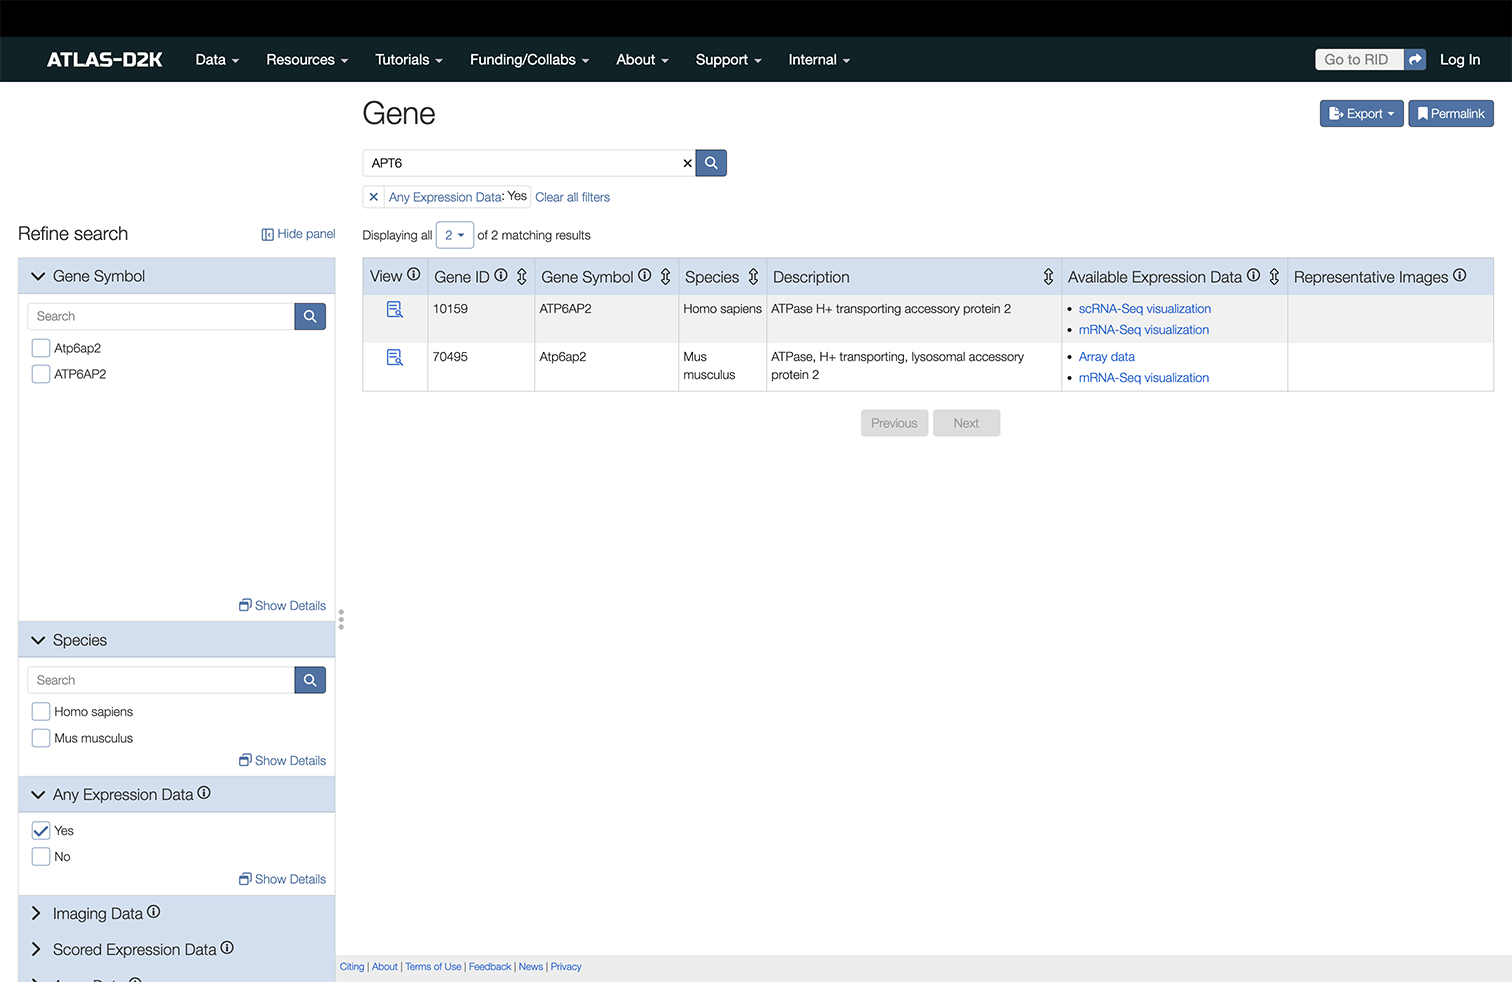 ATLAS-D2K Data Resources Tutorials Funding/Collabs About Support Internal Go to RID Log In
Gene
Export Permalink
APT6
Any Expression Data: Yes Clear all filters
Refine search Hide panel
Displaying all 2 of 2 matching results
View Gene ID Gene Symbol Species Description Available Expression Data Representative Images
10159 ATP6AP2 Homo sapiens ATPase H+ transporting accessory protein 2 • scRNA-Seq visualization
• mRNA-Seq visualization
70495 Atp6ap2 Mus musculus ATPase, H+ transporting, lysosomal accessory protein 2 • Array data
• mRNA-Seq visualization
Previous Next
Gene Symbol
Search
Atp6ap2
ATP6AP2
Show Details
Species
Search
Homo sapiens
Mus musculus
Show Details
Any Expression Data
Yes
No
Show Details
Imaging Data
Scored Expression Data
Citing | About | Terms of Use | Feedback | News | Privacy